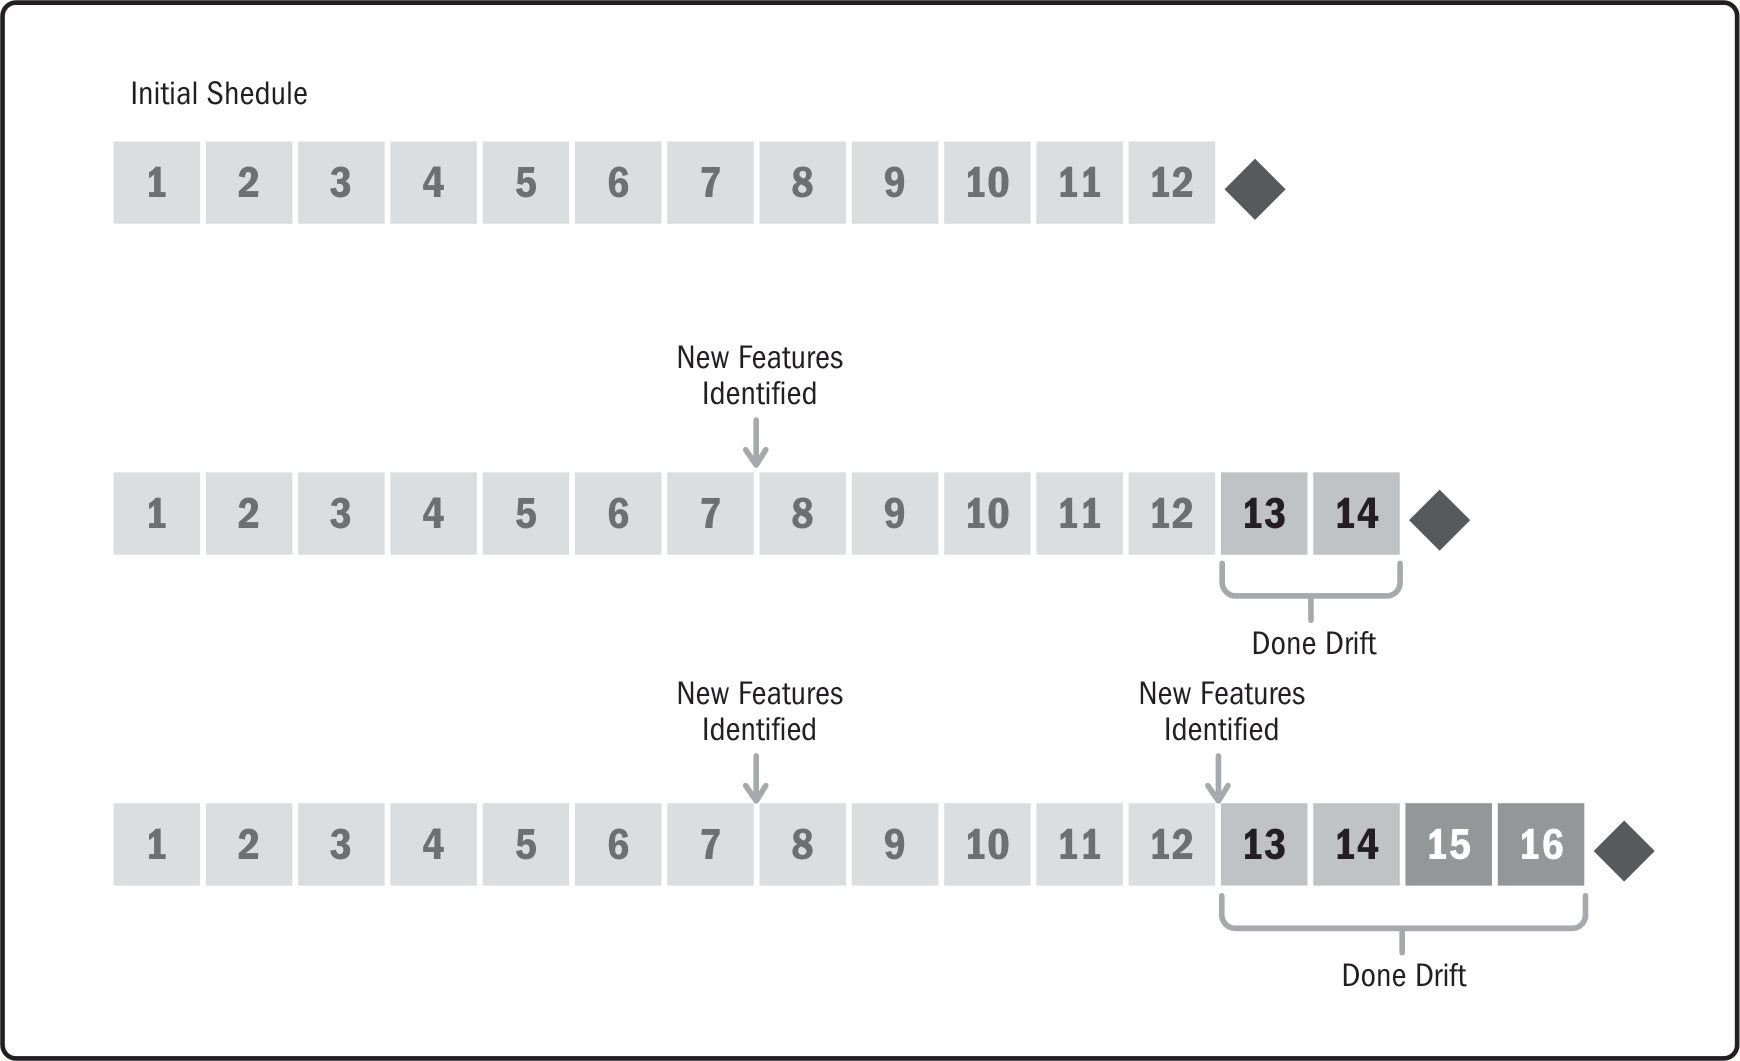 Initial Shedule
1 2 3 4 5 6 7 8 9 10 11 12
New Features
Identified
1 2 3 4 5 6 7 8 9 10 11 12 13 14
Done Drift
New Features
Identified
New Features
Identified
1 2 3 4 5 6 7 8 9 10 11 12 13 14 15 16
Done Drift